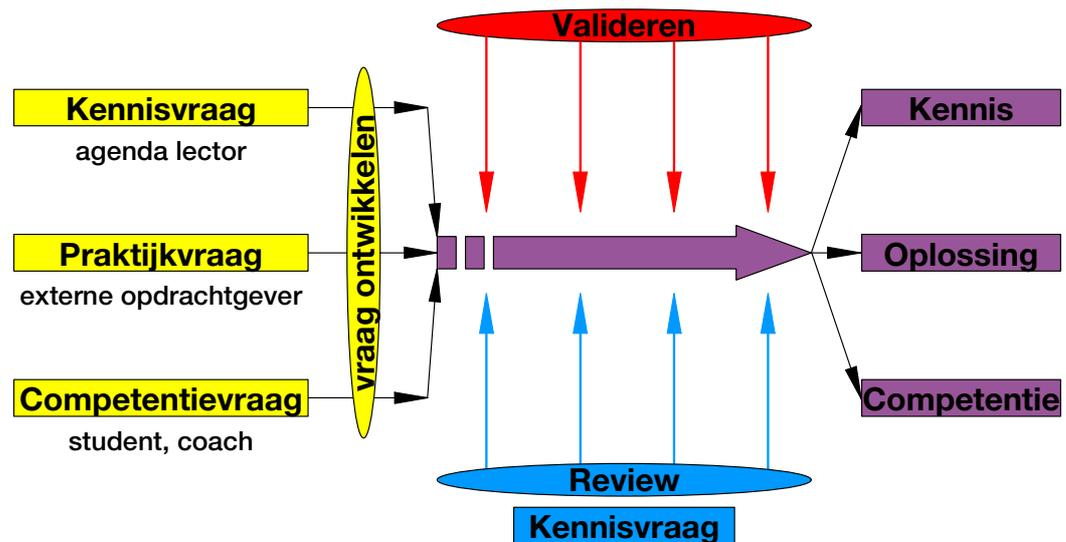 Valideren
Kennisvraag
agenda lector
Praktijkvraag
externe opdrachtgever
Competentievraag
student, coach
vraag ontwikkelen
Kennis
Oplossing
Competentie
Review
Kennisvraag